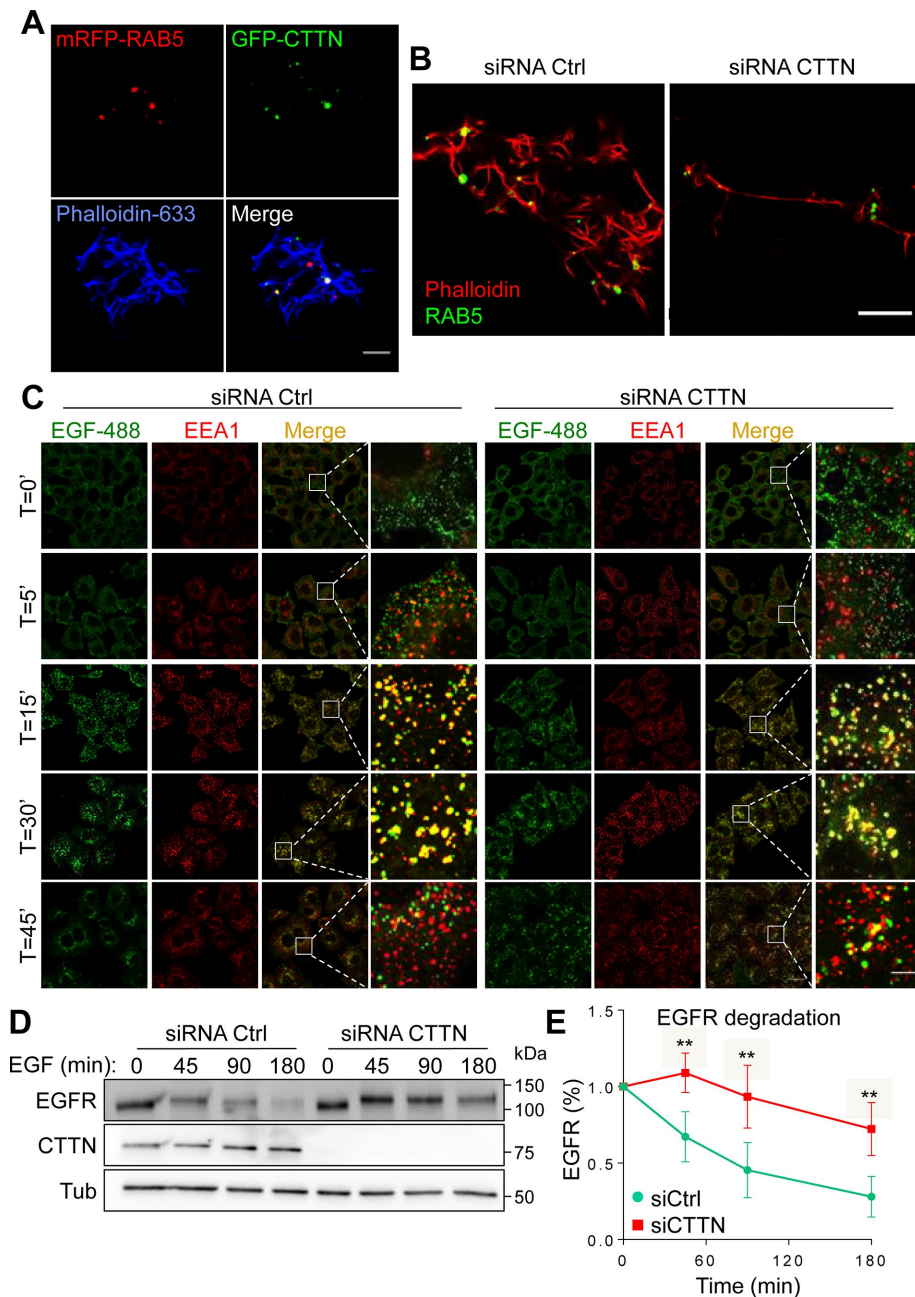 A
mRFP-RAB5
GFP-CTTN
Phalloidin-633
Merge
B
siRNA Ctrl
siRNA CTTN
Phalloidin
RAB5
C
siRNA Ctrl
siRNA CTTN
EGF-488 EEA1 Merge
EGF-488 EEA1 Merge
T=0'
T=5'
T=15'
T=30'
T=45'
D
siRNA Ctrl siRNA CTTN
EGF (min): 0 45 90 180 0 45 90 180 kDa
EGFR
150
100
CTTN
75
Tub
50
E
EGFR degradation
1.5
1.0
0.5
0.0
EGFR (%)
**
**
**
siCtrl
siCTTN
0 60 120 180
Time (min)